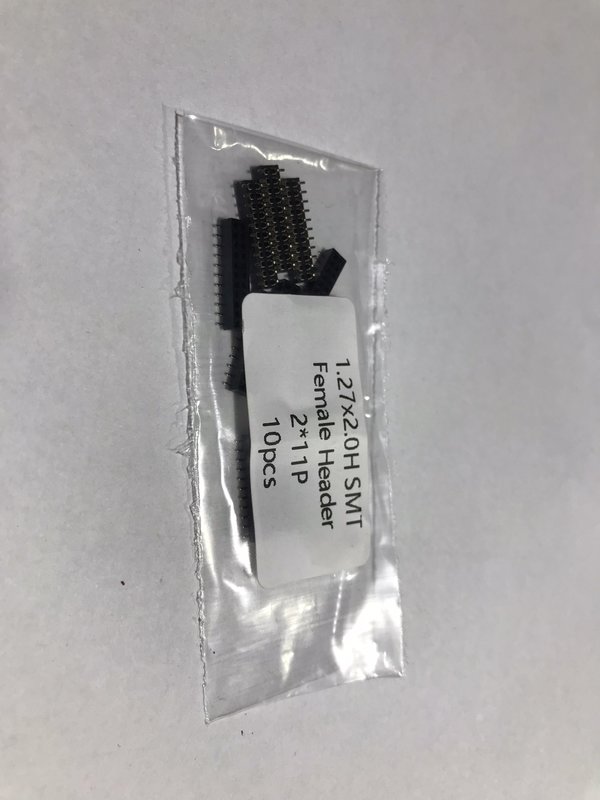 1.27x2.0H SMT
Female Header
2*11P
10pcs